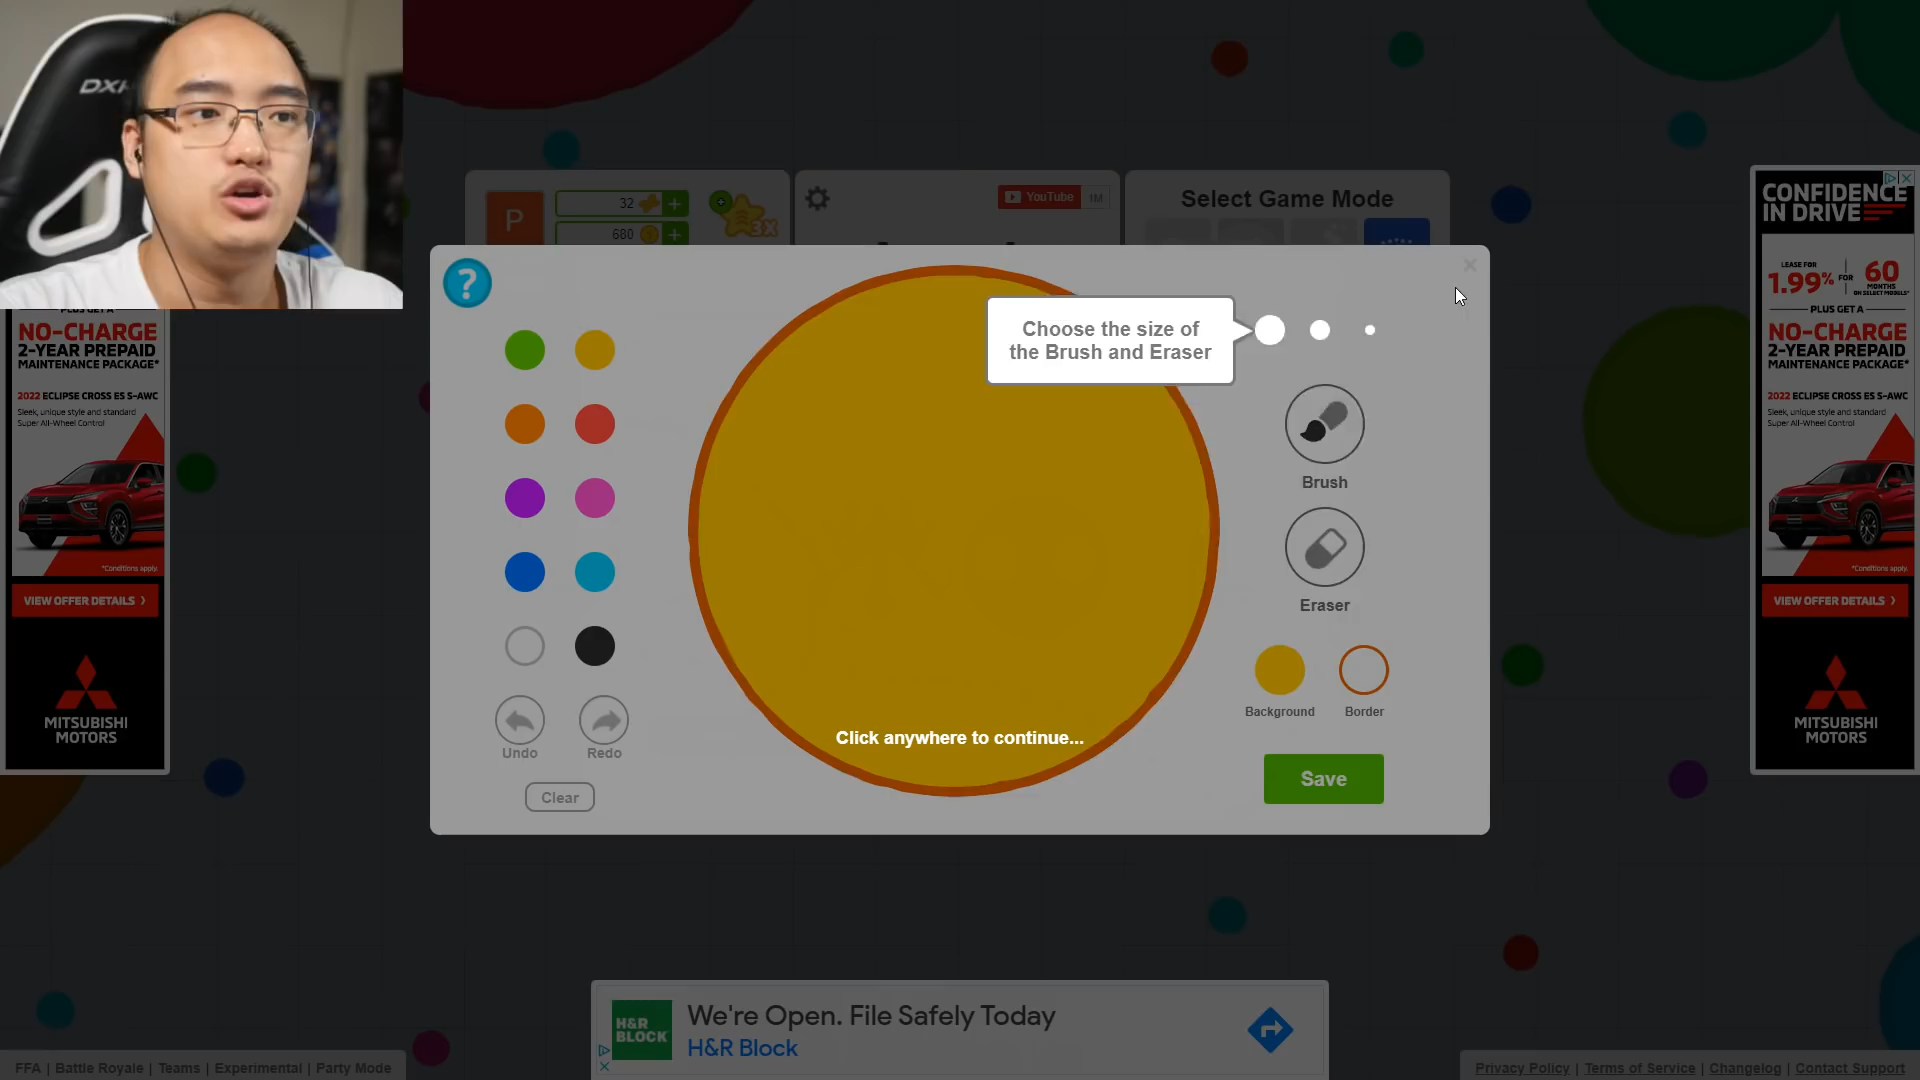 DX
P
32
680
3X
YouTube
1M
Select Game Mode
?
Choose the size of
the Brush and Eraser
Brush
Eraser
Background
Border
Undo
Redo
Clear
Click anywhere to continue...
Save
NO-CHARGE
2-YEAR PREPAID
MAINTENANCE PACKAGE*
2022 ECLIPSE CROSS ES S-AWC
Sleek, unique style and standard
Super All-Wheel Control
*Conditions apply.
VIEW OFFER DETAILS >
MITSUBISHI
MOTORS
CONFIDENCE
IN DRIVE
LEASE FOR
1.99% FOR 60
MONTHS
ON SELECT MODELS*
PLUS GET A
NO-CHARGE
2-YEAR PREPAID
MAINTENANCE PACKAGE*
2022 ECLIPSE CROSS ES S-AWC
Sleek, unique style and standard
Super All-Wheel Control
*Conditions apply.
VIEW OFFER DETAILS >
MITSUBISHI
MOTORS
H&R
BLOCK
We're Open. File Safely Today
H&R Block
FFA | Battle Royale | Teams | Experimental | Party Mode
Privacy Policy | Terms of Service | Changelog | Contact Support